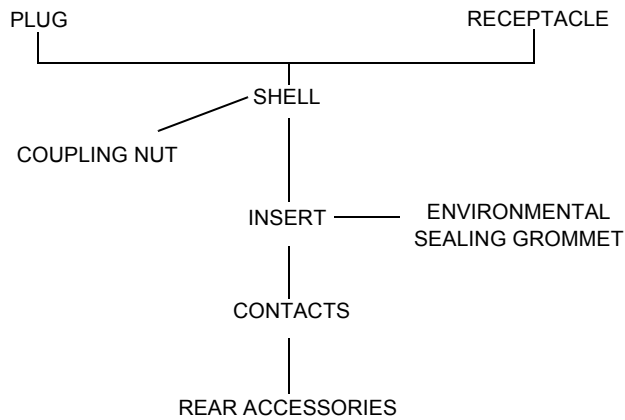 PLUG
RECEPTACLE
SHELL
COUPLING NUT
INSERT
ENVIRONMENTAL
SEALING GROMMET
CONTACTS
REAR ACCESSORIES